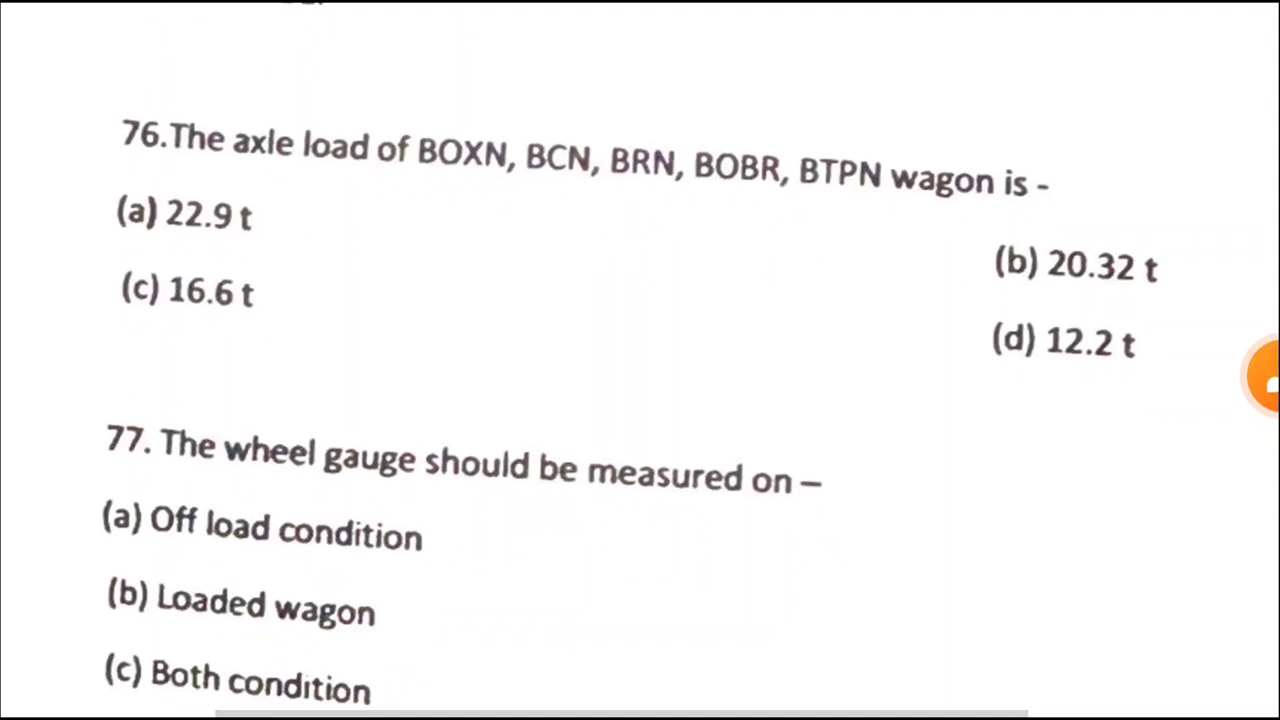 76.The axle load of BOXN, BCN, BRN, BOBR, BTPN wagon is -
(a) 22.9 t
(b) 20.32 t
(c) 16.6 t
(d) 12.2 t
77. The wheel gauge should be measured on –
(a) Off load condition
(b) Loaded wagon
(c) Both condition